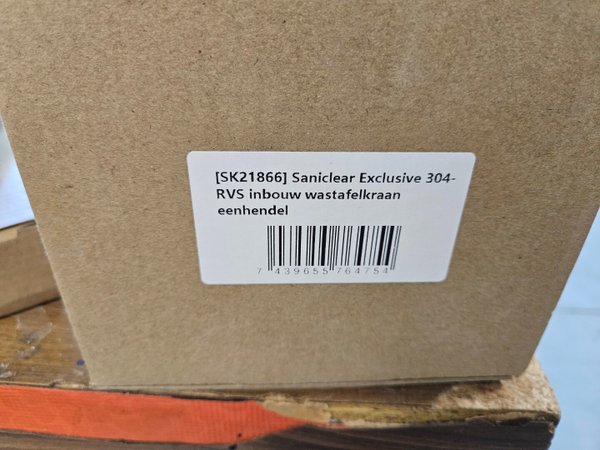 [SK21866] Saniclear Exclusive 304-
RVS inbouw wastafelkraan
eenhendel
7 439655 764754